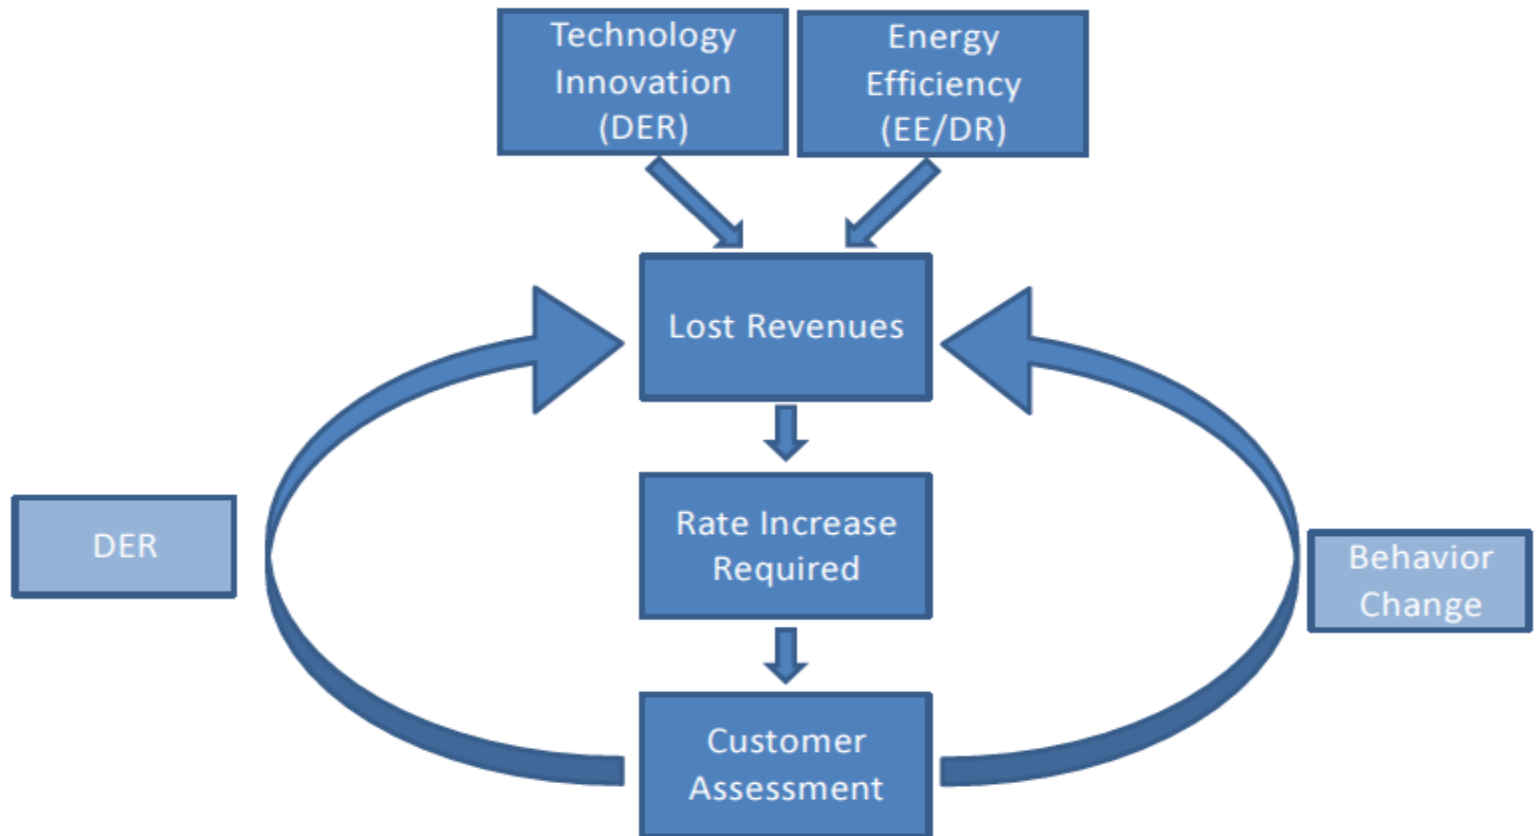 Technology
Innovation
(DER)
Energy
Efficiency
(EE/DR)
Lost Revenues
Rate Increase
Required
DER
Behavior
Change
Customer
Assessment